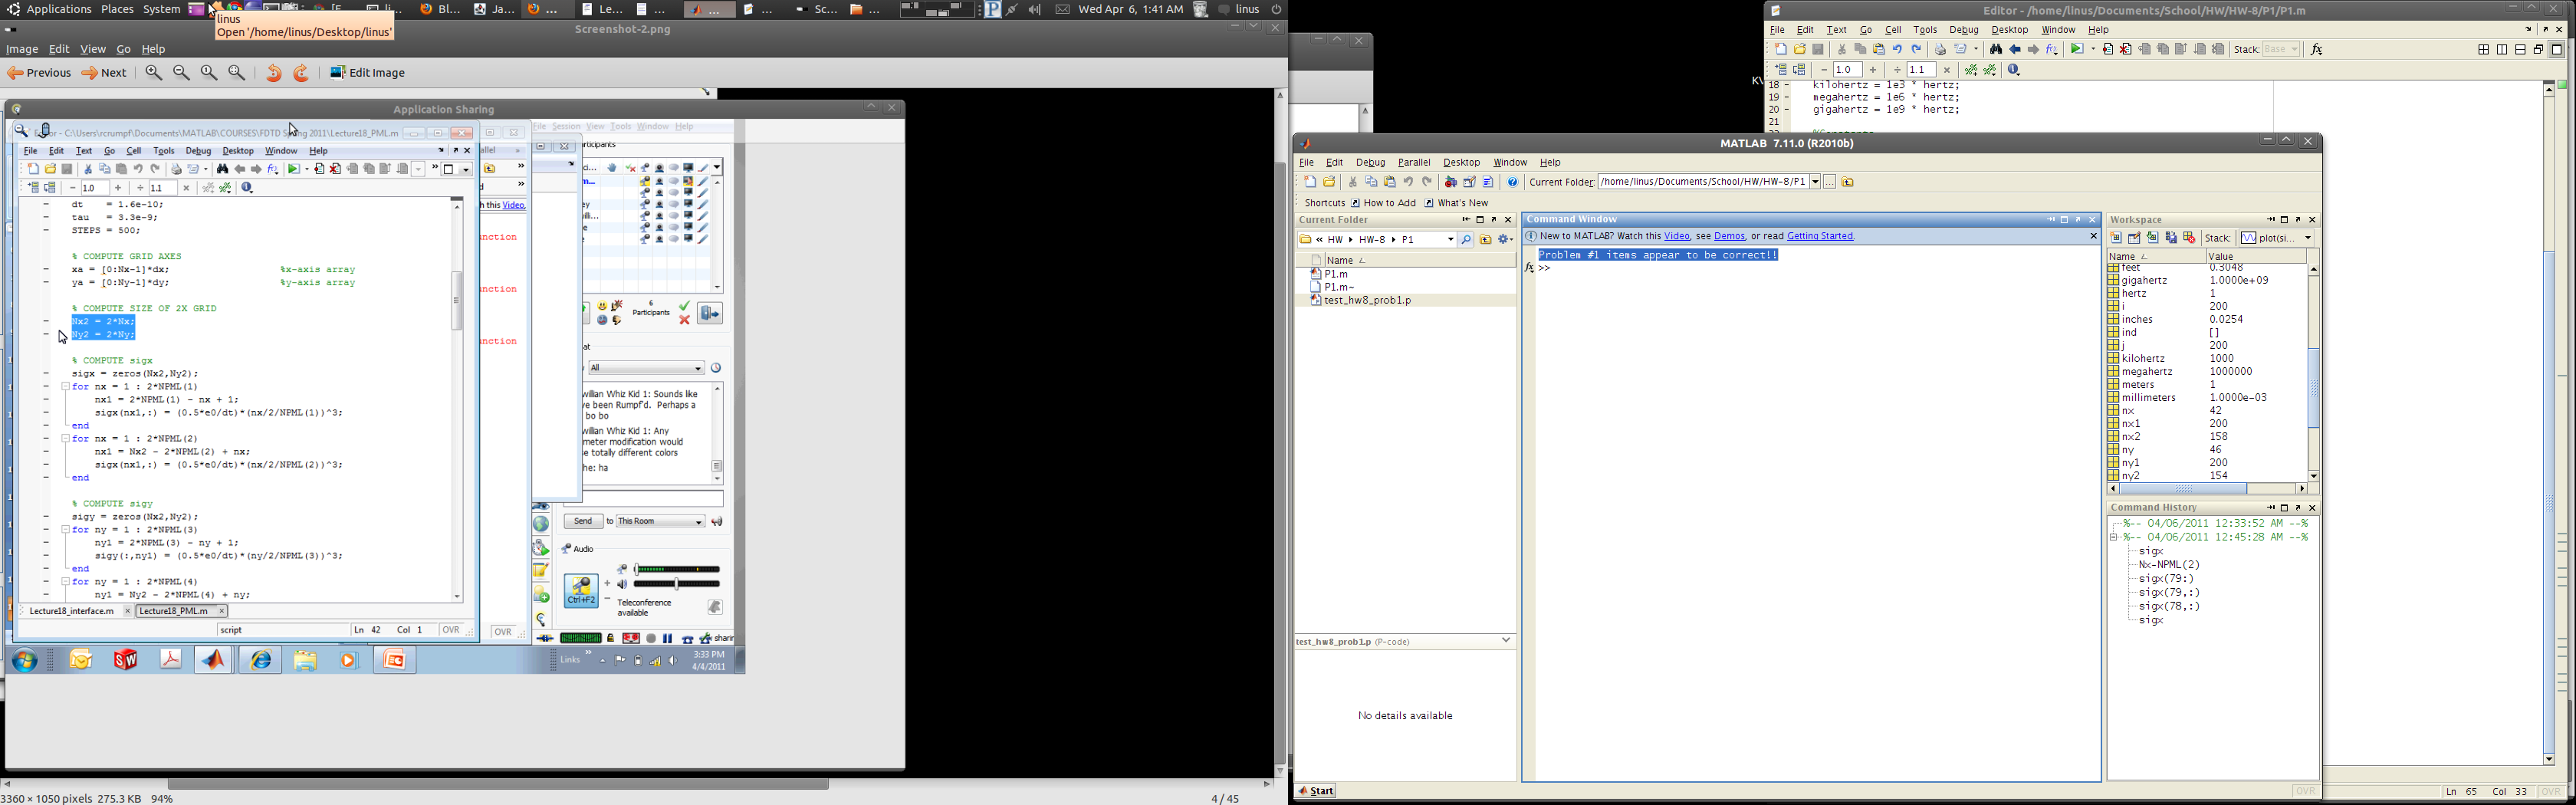 Applications Places System
Bl...
Ja...
Le...
Sc...
Wed Apr 6, 1:41 AM
linus
linus
Open '/home/linus/Desktop/linus'
Screenshot-2.png
Image Edit View Go Help
Previous Next Edit Image
Application Sharing
Editor - C:\Users\rcrumpf\Documents\MATLAB\COURSES\FDTD Spring 2011\Lecture18_PML.m
File Edit Text Go Cell Tools Debug Desktop Window Help
1.0 1.1
dt = 1.6e-10;
tau = 3.3e-9;
STEPS = 500;
% COMPUTE GRID AXES
xa = [0:Nx-1]*dx; %x-axis array
ya = [0:Ny-1]*dy; %y-axis array
% COMPUTE SIZE OF 2X GRID
Nx2 = 2*Nx;
Ny2 = 2*Ny;
% COMPUTE sigx
sigx = zeros(Nx2,Ny2);
for nx = 1 : 2*NPML(1)
nx1 = 2*NPML(1) - nx + 1;
sigx(nx1,:) = (0.5*e0/dt)*(nx/2/NPML(1))^3;
end
for nx = 1 : 2*NPML(2)
nx1 = Nx2 - 2*NPML(2) + nx;
sigx(nx1,:) = (0.5*e0/dt)*(nx/2/NPML(2))^3;
end
% COMPUTE sigy
sigy = zeros(Nx2,Ny2);
for ny = 1 : 2*NPML(3)
ny1 = 2*NPML(3) - ny + 1;
sigy(:,ny1) = (0.5*e0/dt)*(ny/2/NPML(3))^3;
end
for ny = 1 : 2*NPML(4)
ny1 = Ny2 - 2*NPML(4) + ny;
Lecture18_interface.m Lecture18_PML.m
script Ln 42 Col 1 OVR
OVR
allel
h this Video,
unction
unction
unction
File Session View Tools Window Help
rticipants
6
Participants
at
All
willian Whiz Kid 1: Sounds like
ve been Rumpf'd. Perhaps a
bo bo
willian Whiz Kid 1: Any
meter modification would
e totally different colors
he: ha
Send to This Room
Audio
Ctrl+F2
Teleconference
available
sharin
Links
3:33 PM
4/4/2011
3360 × 1050 pixels 275.3 KB 94%
4 / 45
KV
Editor - /home/linus/Documents/School/HW/HW-8/P1/P1.m
File Edit Text Go Cell Tools Debug Desktop Window Help
Stack: Base
1.0 1.1
18 kilohertz = 1e3 * hertz;
19 megahertz = 1e6 * hertz;
20 gigahertz = 1e9 * hertz;
21
MATLAB 7.11.0 (R2010b)
File Edit Debug Parallel Desktop Window Help
Current Folder: /home/linus/Documents/School/HW/HW-8/P1
Shortcuts How to Add What's New
Current Folder
« HW HW-8 P1
Name
P1.m
P1.m~
test_hw8_prob1.p
test_hw8_prob1.p (P-code)
No details available
Start
Command Window
New to MATLAB? Watch this Video, see Demos, or read Getting Started.
Problem #1 items appear to be correct!!
>>
Workspace
Stack: plot(si...
Name Value
feet 0.3048
gigahertz 1.0000e+09
hertz 1
i 200
inches 0.0254
ind []
j 200
kilohertz 1000
megahertz 1000000
meters 1
millimeters 1.0000e-03
nx 42
nx1 200
nx2 158
ny 46
ny1 200
ny2 154
Command History
%-- 04/06/2011 12:33:52 AM --%
%-- 04/06/2011 12:45:28 AM --%
sigx
Nx-NPML(2)
sigx(79:)
sigx(79,:)
sigx(78,:)
sigx
OVR
Ln 65 Col 33 OVR